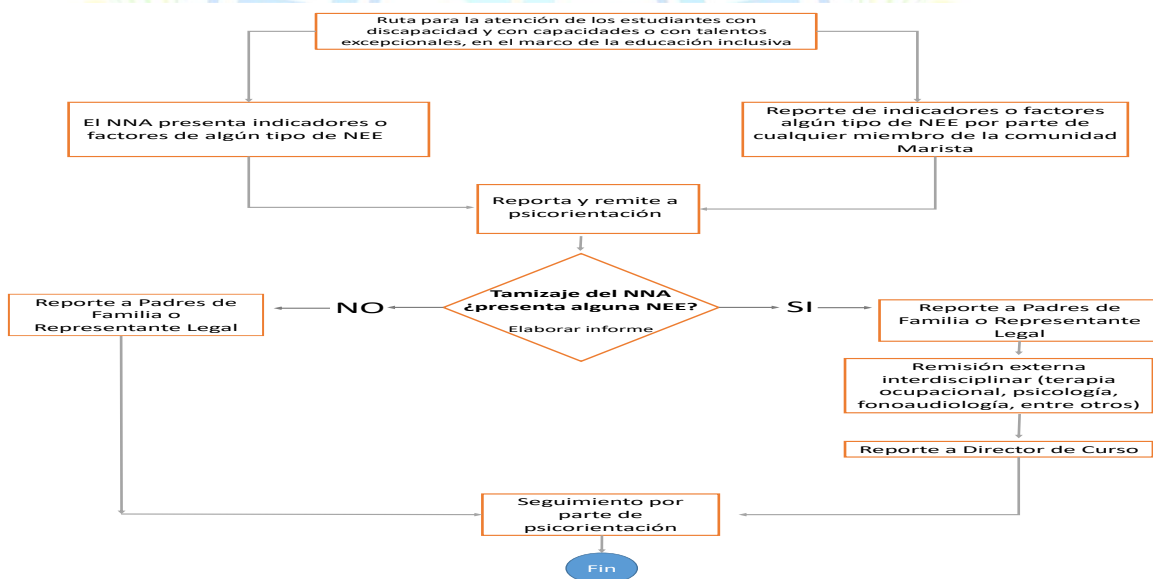 Ruta para la atención de los estudiantes con
discapacidad y con capacidades o con talentos
excepcionales, en el marco de la educación inclusiva
El NNA presenta indicadores o
factores de algún tipo de NEE
Reporte de indicadores o factores
algún tipo de NEE por parte de
cualquier miembro de la comunidad
Marista
Reporta y remite a
psicorientación
Tamizaje del NNA
¿presenta alguna NEE?
Elaborar informe
NO
SI
Reporte a Padres de
Familia o
Representante Legal
Reporte a Padres de
Familia o Representante
Legal
Remisión externa
interdisciplinar (terapia
ocupacional, psicología,
fonoaudiología, entre otros)
Reporte a Director de Curso
Seguimiento por
parte de
psicorientación
Fin